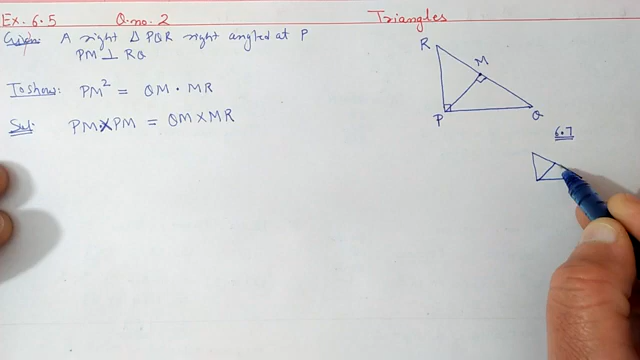 Ex. 6.5 Q.no. 2 Triangles
Given: A right Δ PQR right angled at P
PM ⊥ RQ
To show: PM² = QM · MR
Sol: PM × PM = QM × MR
R
M
P
Q
6.7